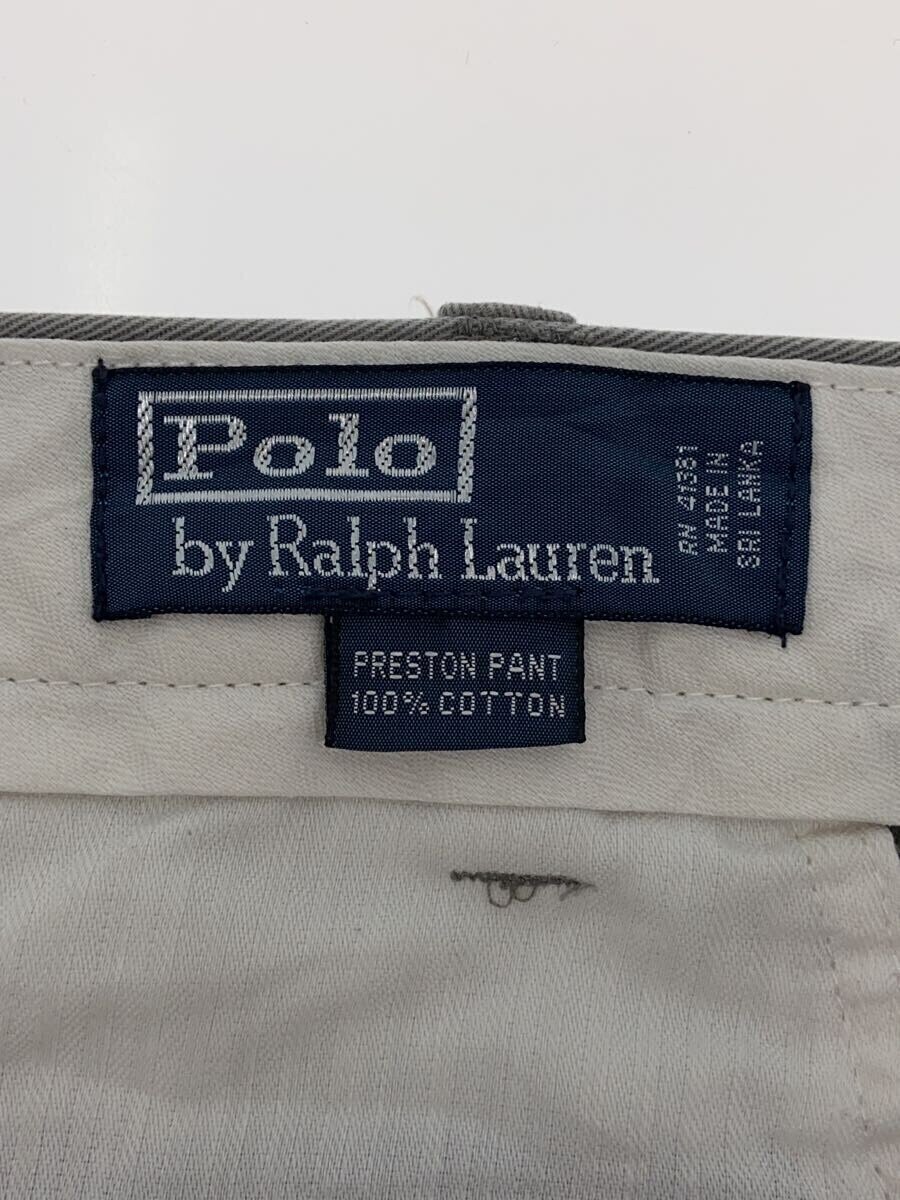 Polo
by Ralph Lauren
RN 41381
MADE IN
SRI LANKA
PRESTON PANT
100% COTTON